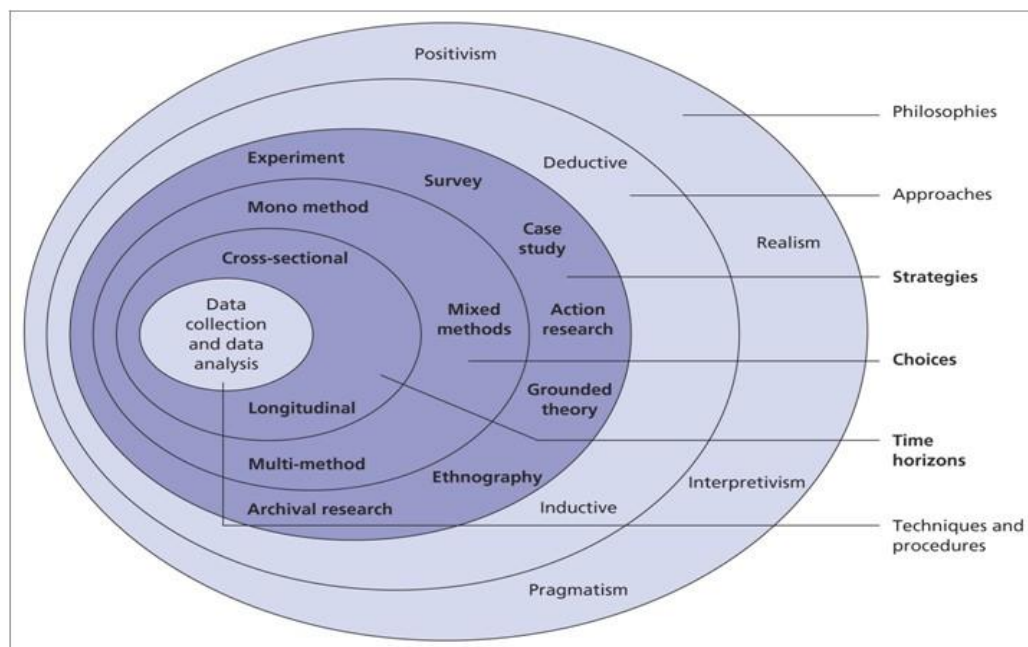 Positivism
Philosophies
Experiment
Deductive
Survey
Approaches
Mono method
Case
study
Realism
Cross-sectional
Strategies
Data
collection
and data
analysis
Mixed
methods
Action
research
Choices
Grounded
theory
Longitudinal
Time
horizons
Multi-method
Ethnography
Interpretivism
Archival research
Inductive
Techniques and
procedures
Pragmatism